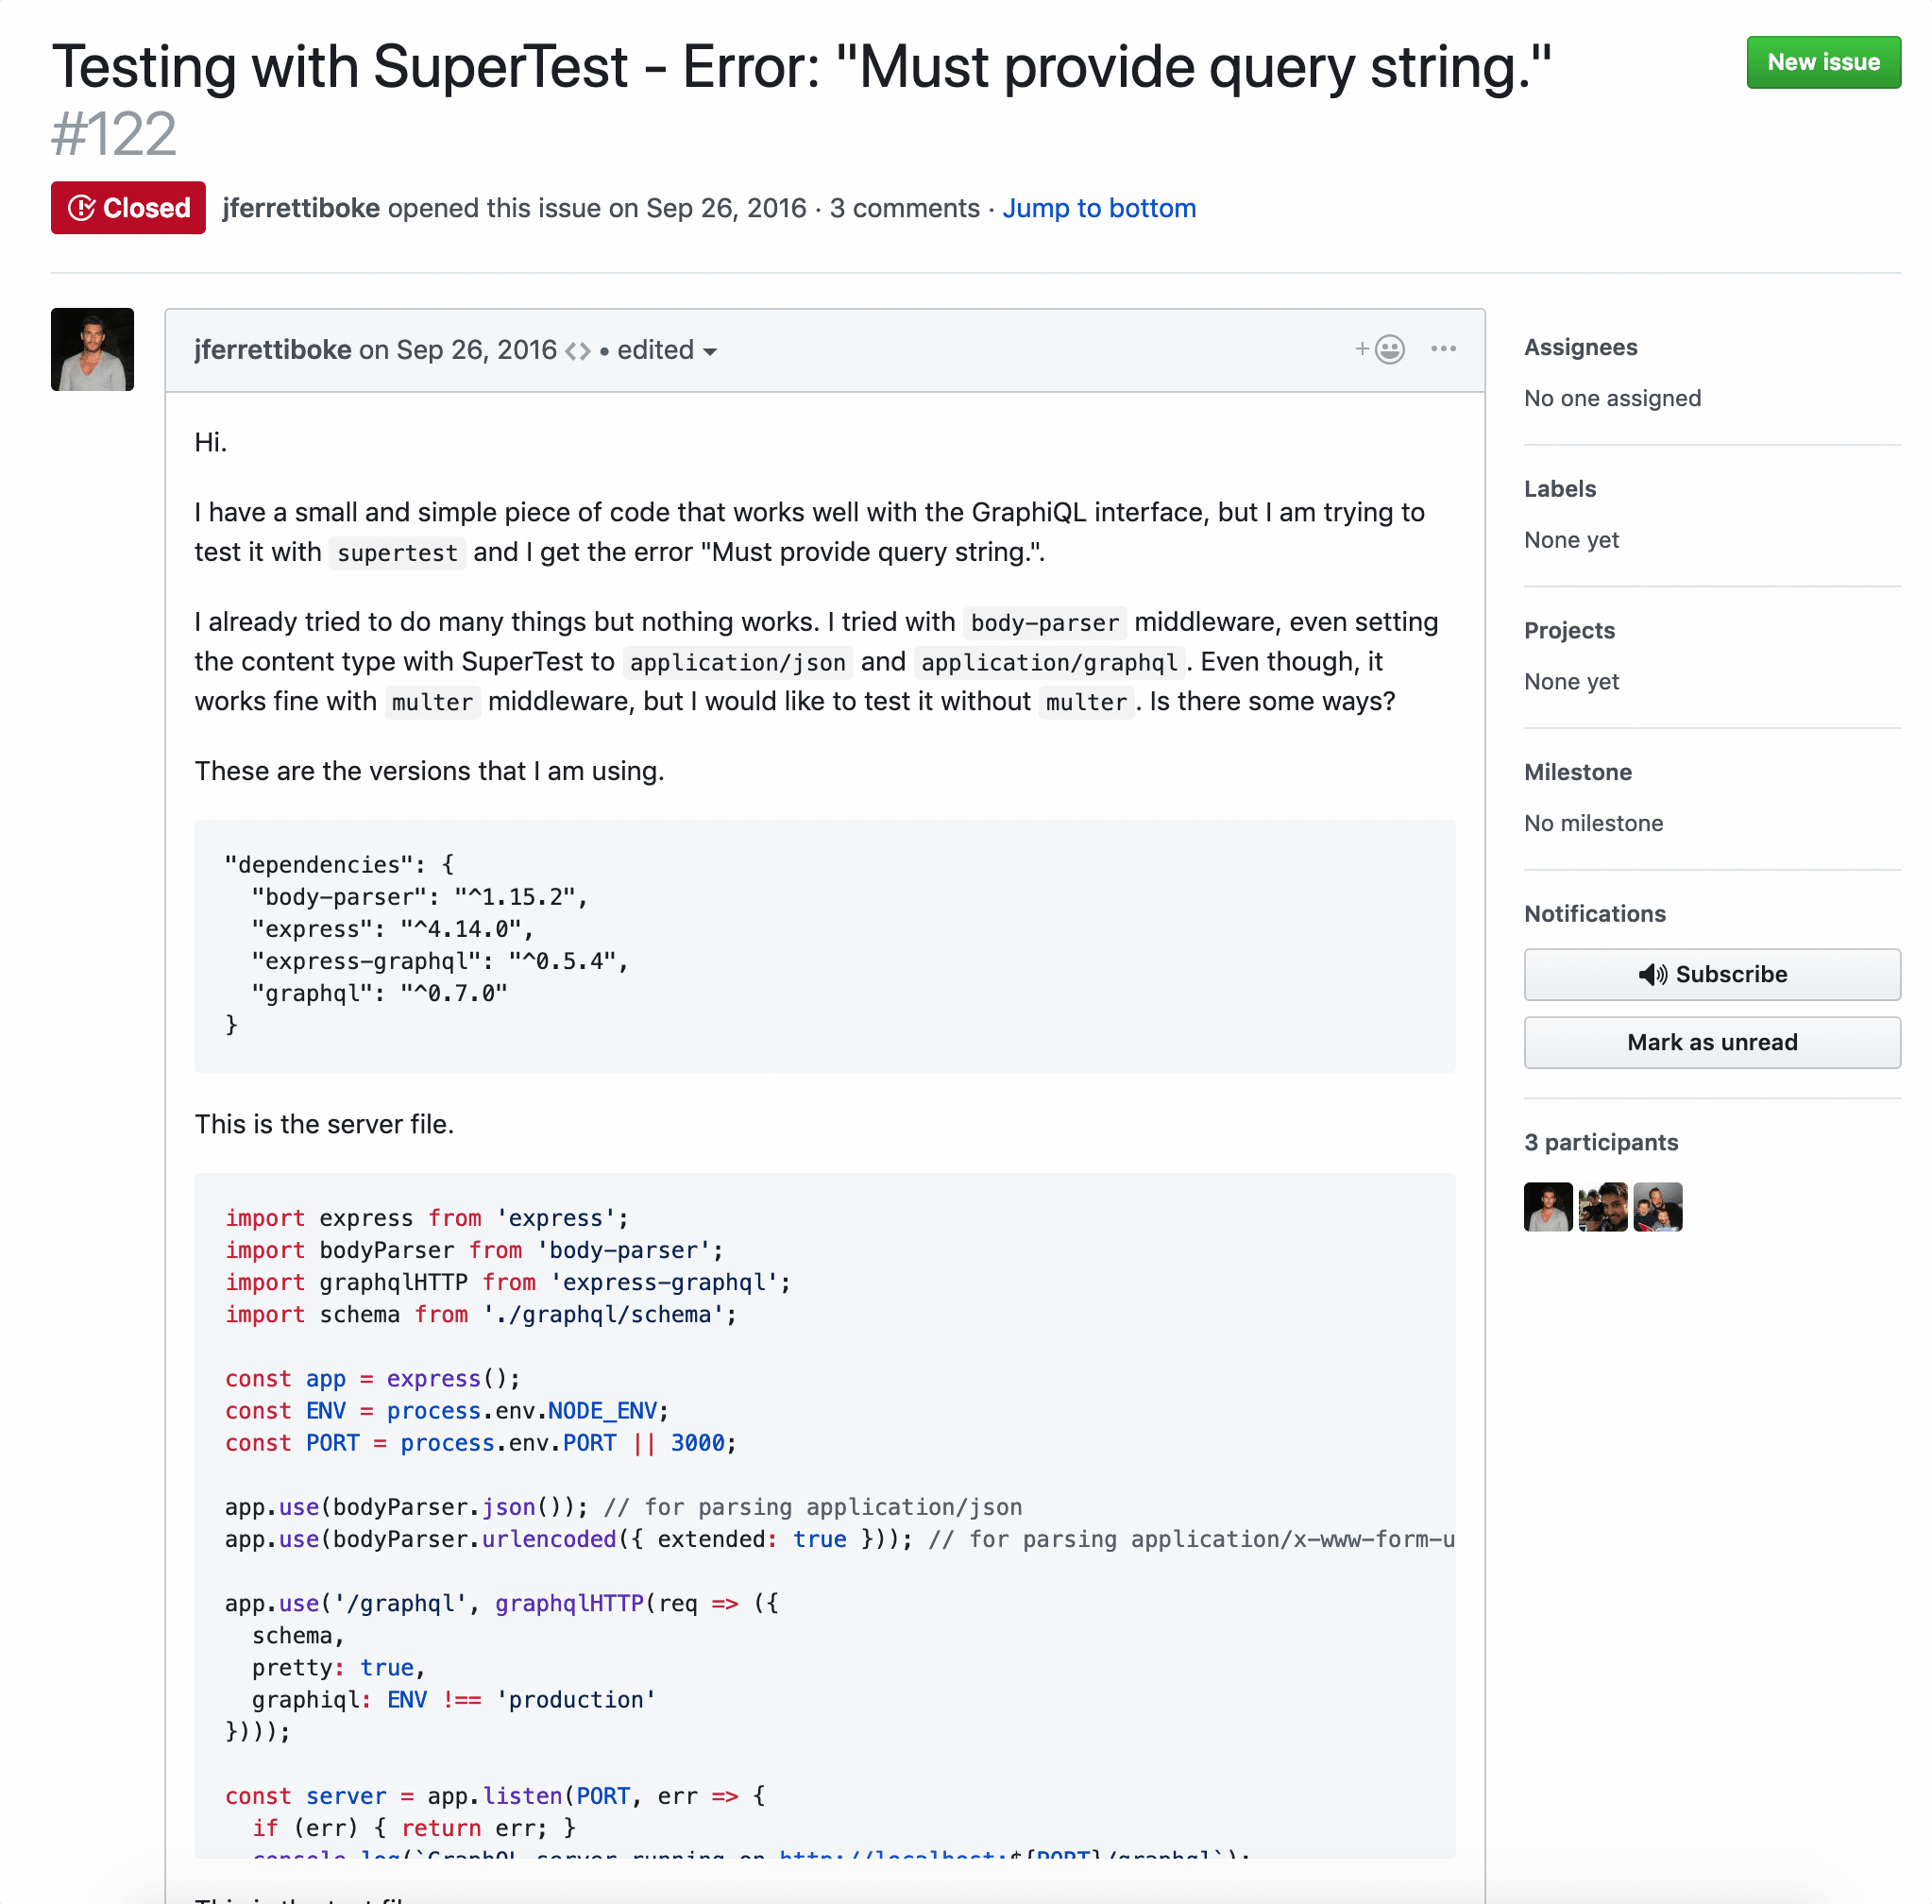 Testing with SuperTest - Error: "Must provide query string."
#122
New issue
Closed jferrettiboke opened this issue on Sep 26, 2016 · 3 comments · Jump to bottom
jferrettiboke on Sep 26, 2016 <> • edited
Hi.
I have a small and simple piece of code that works well with the GraphiQL interface, but I am trying to
test it with supertest and I get the error "Must provide query string.".
I already tried to do many things but nothing works. I tried with body-parser middleware, even setting
the content type with SuperTest to application/json and application/graphql. Even though, it
works fine with multer middleware, but I would like to test it without multer. Is there some ways?
These are the versions that I am using.
"dependencies": {
  "body-parser": "^1.15.2",
  "express": "^4.14.0",
  "express-graphql": "^0.5.4",
  "graphql": "^0.7.0"
}
This is the server file.
import express from 'express';
import bodyParser from 'body-parser';
import graphqlHTTP from 'express-graphql';
import schema from './graphql/schema';
const app = express();
const ENV = process.env.NODE_ENV;
const PORT = process.env.PORT || 3000;
app.use(bodyParser.json()); // for parsing application/json
app.use(bodyParser.urlencoded({ extended: true })); // for parsing application/x-www-form-u
app.use('/graphql', graphqlHTTP(req => ({
  schema,
  pretty: true,
  graphiql: ENV !== 'production'
})));
const server = app.listen(PORT, err => {
  if (err) { return err; }
  console.log(`GraphQL server running on http://localhost:${PORT}/graphql`);
Assignees
No one assigned
Labels
None yet
Projects
None yet
Milestone
No milestone
Notifications
Subscribe
Mark as unread
3 participants